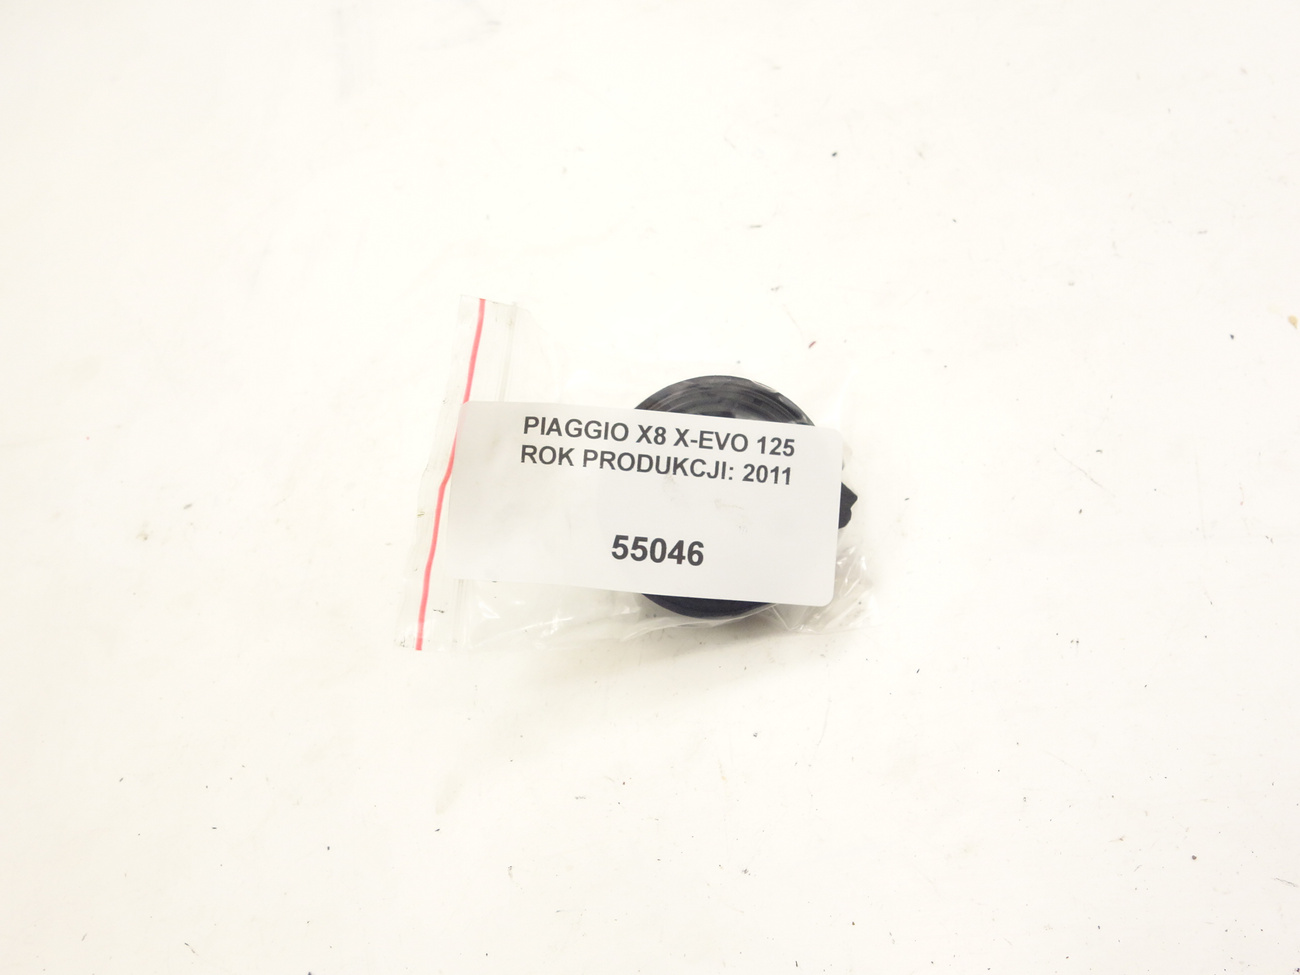 PIAGGIO X8 X-EVO 125
ROK PRODUKCJI: 2011
55046